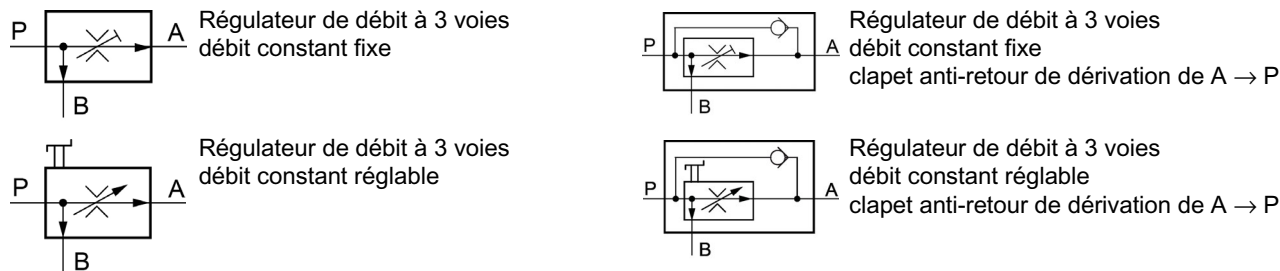 P A B
Régulateur de débit à 3 voies
débit constant fixe
P A B
Régulateur de débit à 3 voies
débit constant fixe
clapet anti-retour de dérivation de A → P
P A B
Régulateur de débit à 3 voies
débit constant réglable
P A B
Régulateur de débit à 3 voies
débit constant réglable
clapet anti-retour de dérivation de A → P